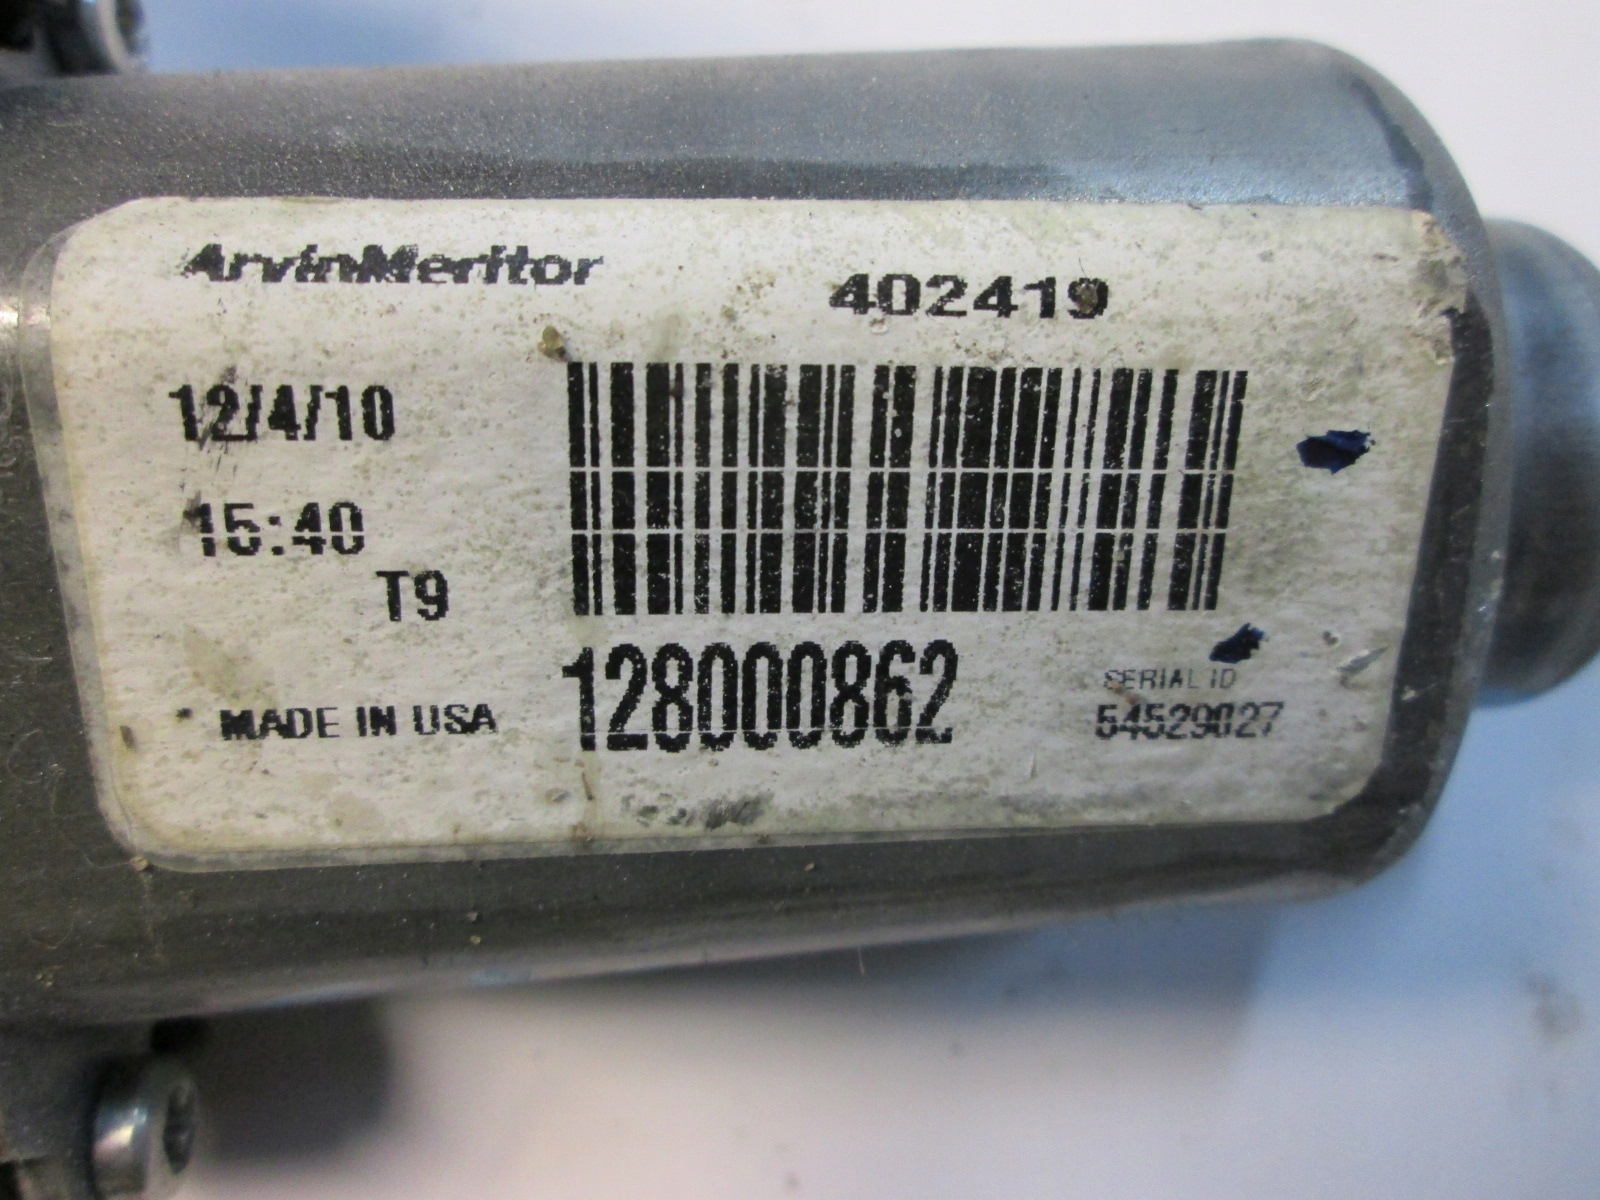 ArvinMeritor
402419
12/4/10
15:40
T9
128000862
MADE IN USA
SERIAL ID
54529027